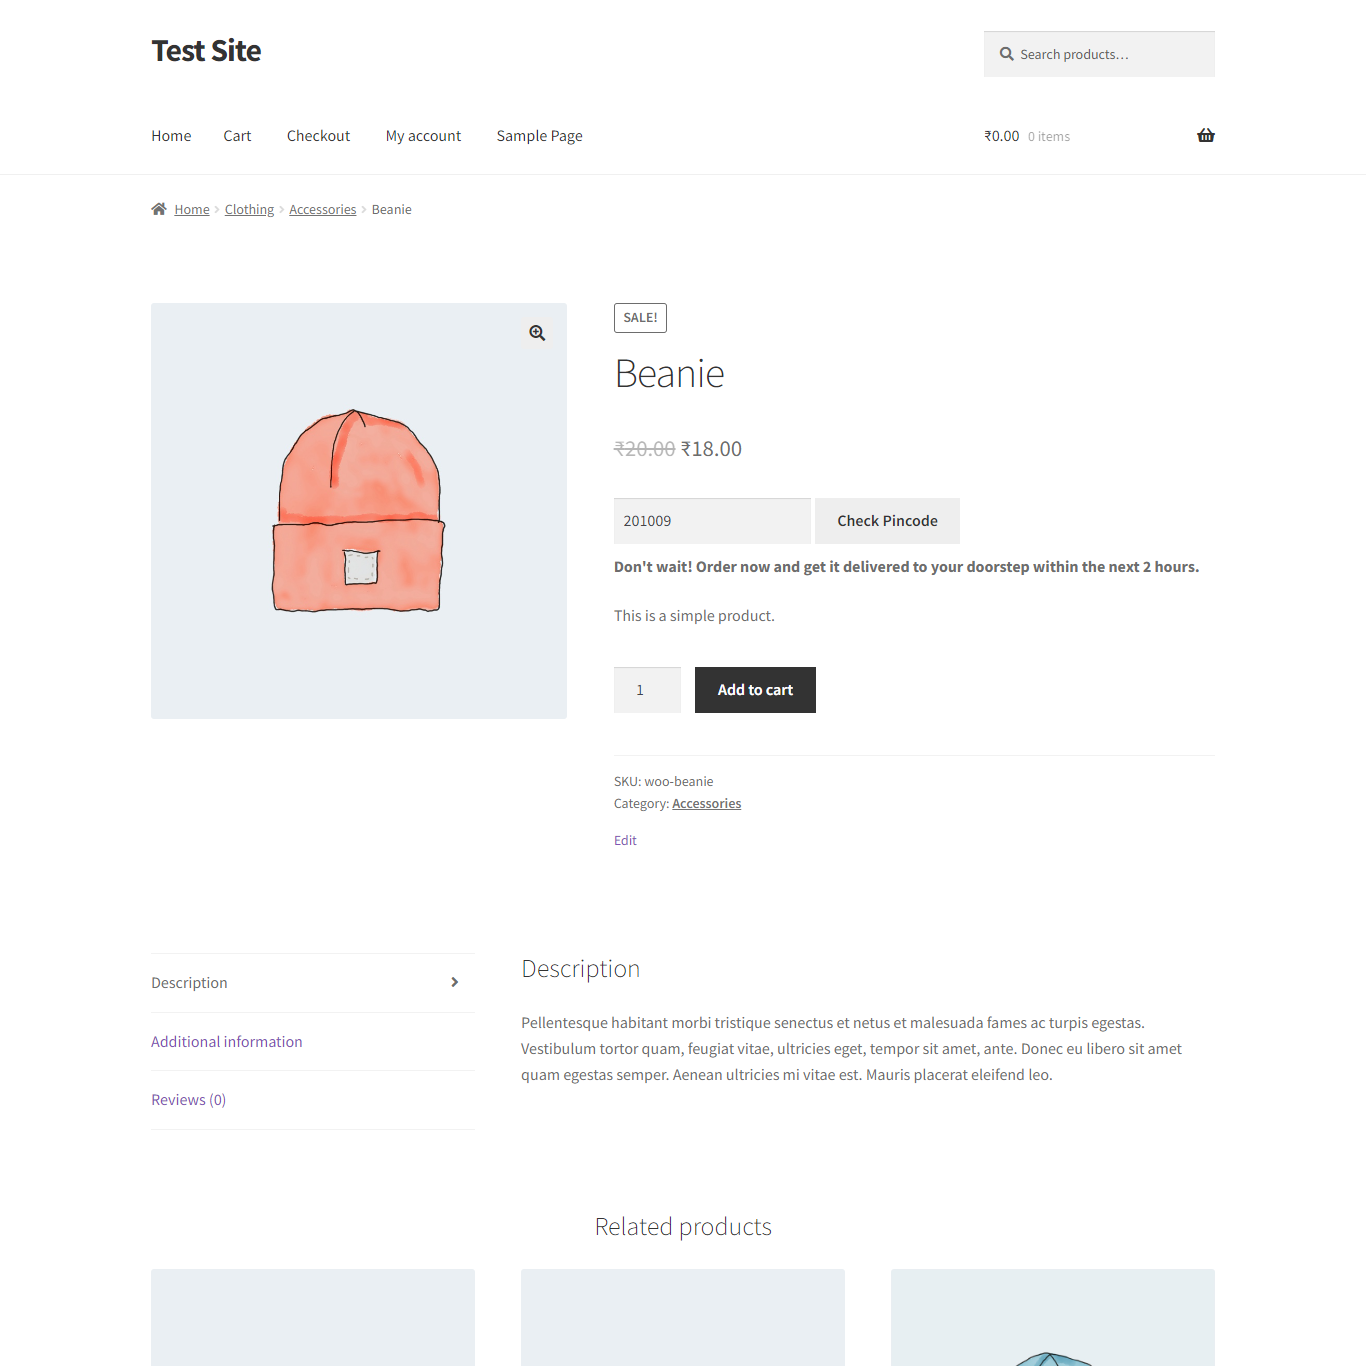 Test Site
Search products…
Home Cart Checkout My account Sample Page
₹0.00 0 items
Home Clothing Accessories Beanie
SALE!
Beanie
₹20.00 ₹18.00
201009 Check Pincode
Don't wait! Order now and get it delivered to your doorstep within the next 2 hours.
This is a simple product.
1 Add to cart
SKU: woo-beanie
Category: Accessories
Edit
Description
Additional information
Reviews (0)
Description
Pellentesque habitant morbi tristique senectus et netus et malesuada fames ac turpis egestas.
Vestibulum tortor quam, feugiat vitae, ultricies eget, tempor sit amet, ante. Donec eu libero sit amet
quam egestas semper. Aenean ultricies mi vitae est. Mauris placerat eleifend leo.
Related products